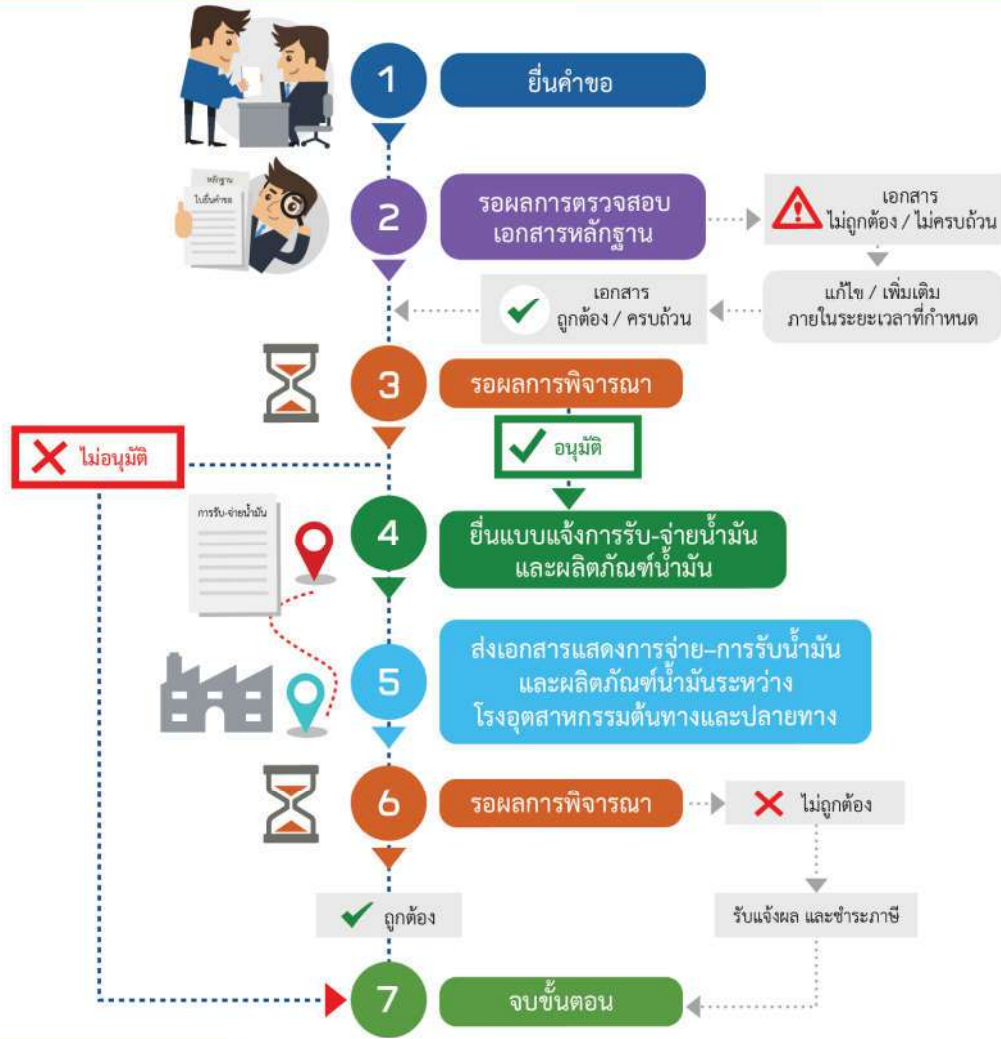 1
ยื่นคำขอ
หลักฐาน
ใบยื่นคำขอ
2
รอผลการตรวจสอบ
เอกสารหลักฐาน
เอกสาร
ไม่ถูกต้อง / ไม่ครบถ้วน
แก้ไข / เพิ่มเติม
ภายในระยะเวลาที่กำหนด
เอกสาร
ถูกต้อง / ครบถ้วน
3
รอผลการพิจารณา
ไม่อนุมัติ
อนุมัติ
การรับ-จ่ายน้ำมัน
4
ยื่นแบบแจ้งการรับ-จ่ายน้ำมัน
และผลิตภัณฑ์น้ำมัน
5
ส่งเอกสารแสดงการจ่าย–การรับน้ำมัน
และผลิตภัณฑ์น้ำมันระหว่าง
โรงอุตสาหกรรมต้นทางและปลายทาง
6
รอผลการพิจารณา
ไม่ถูกต้อง
ถูกต้อง
รับแจ้งผล และชำระภาษี
7
จบขั้นตอน